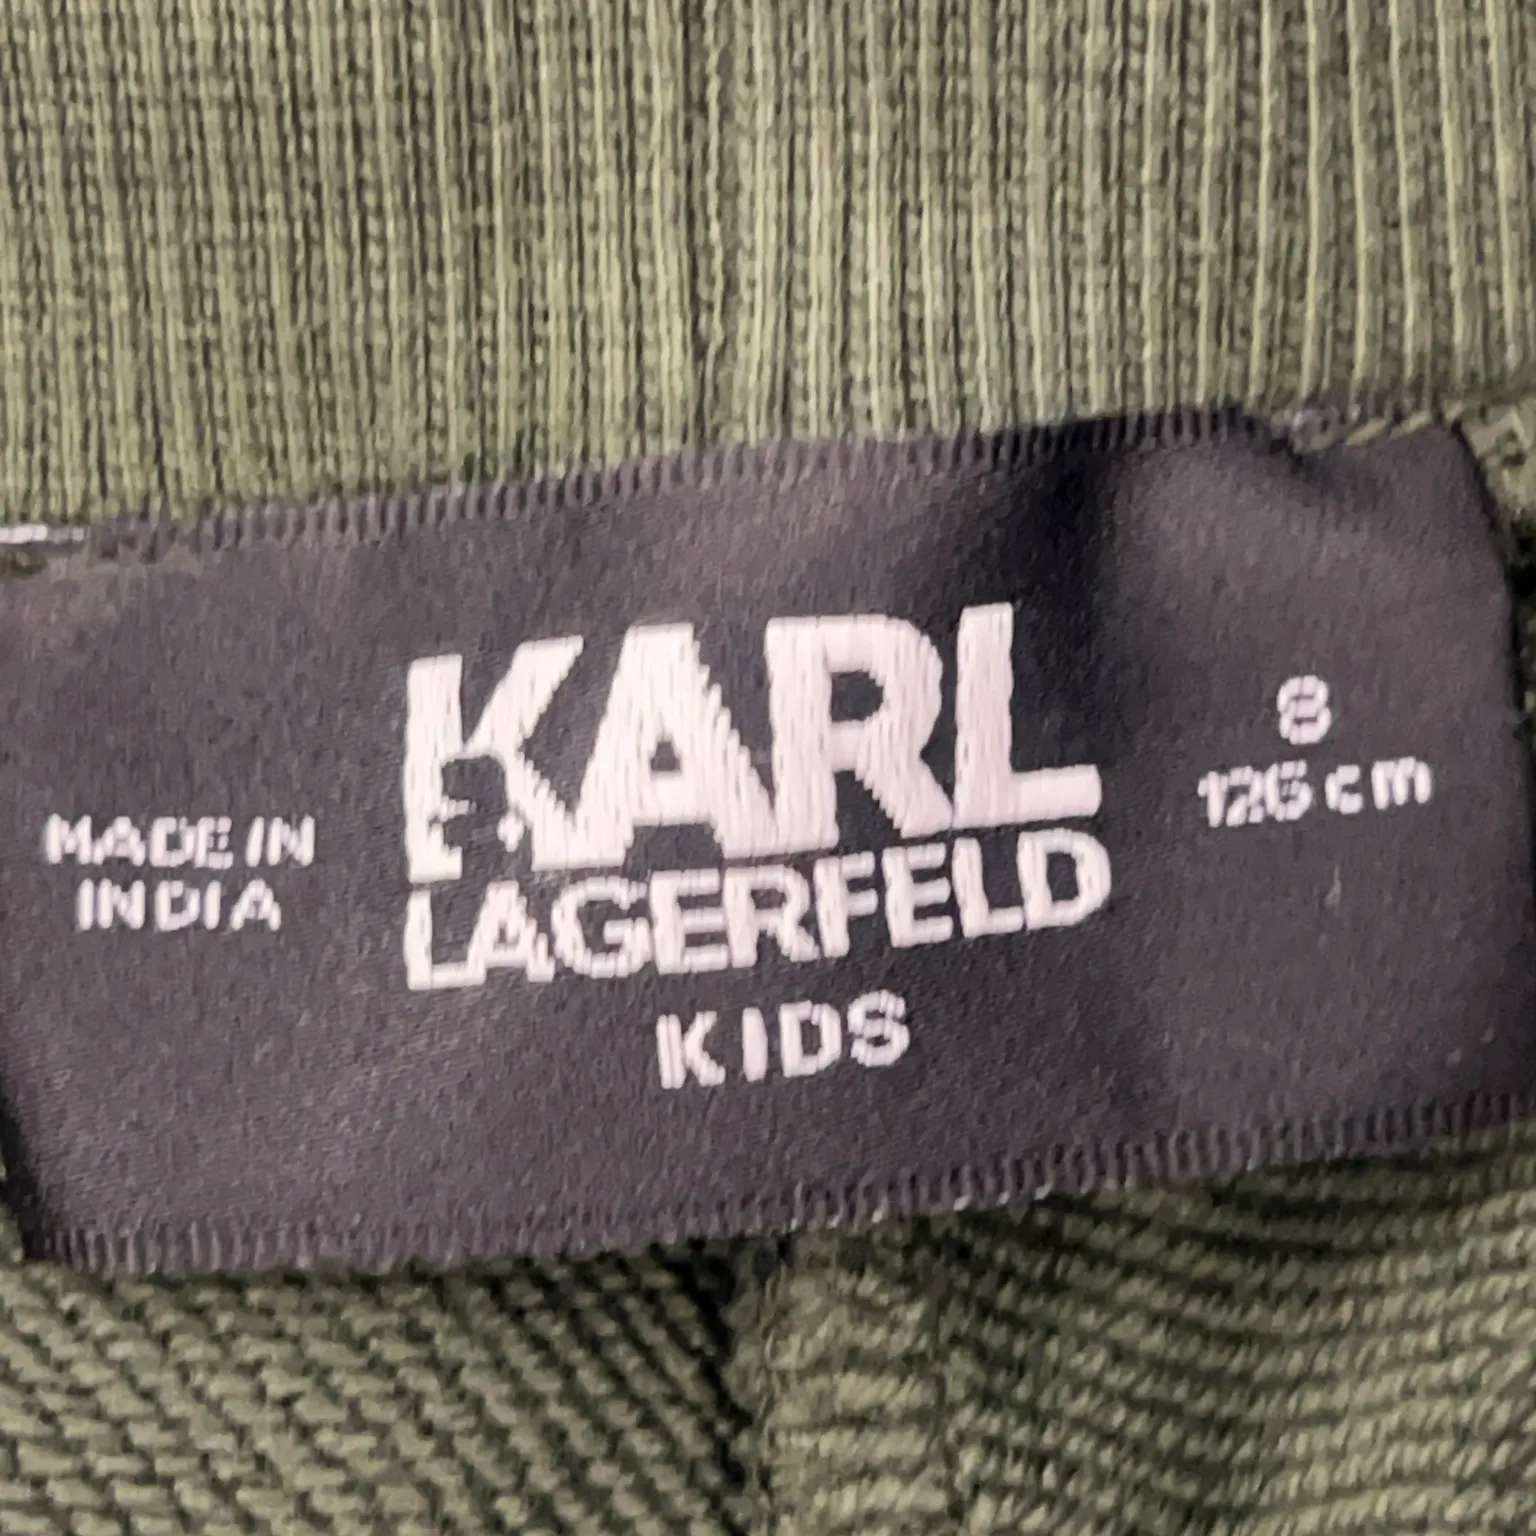 MADE IN
INDIA
KARL
LAGERFELD
KIDS
8
126 cm